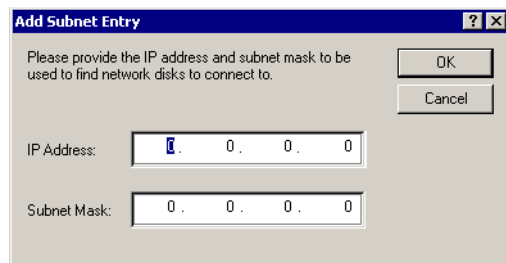 Add Subnet Entry
Please provide the IP address and subnet mask to be
used to find network disks to connect to.
OK
Cancel
IP Address: 0 . 0 . 0 . 0
Subnet Mask: 0 . 0 . 0 . 0